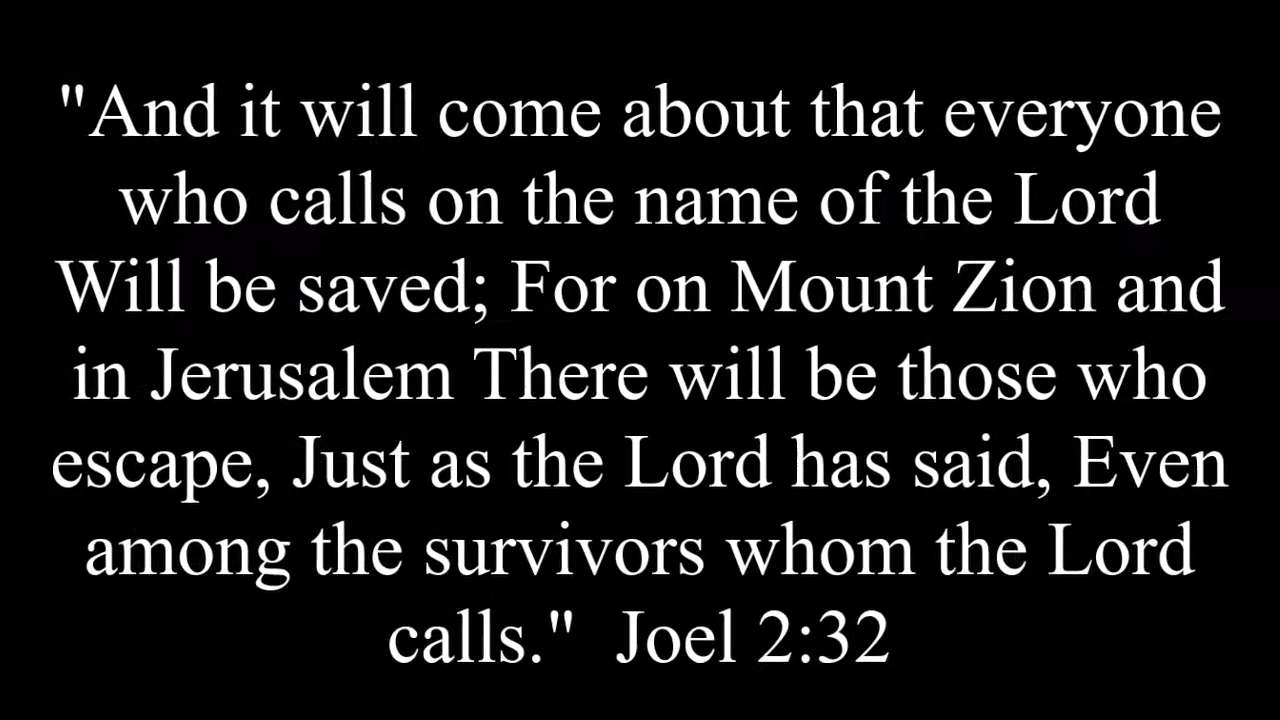 "And it will come about that everyone
who calls on the name of the Lord
Will be saved; For on Mount Zion and
in Jerusalem There will be those who
escape, Just as the Lord has said, Even
among the survivors whom the Lord
calls."  Joel 2:32